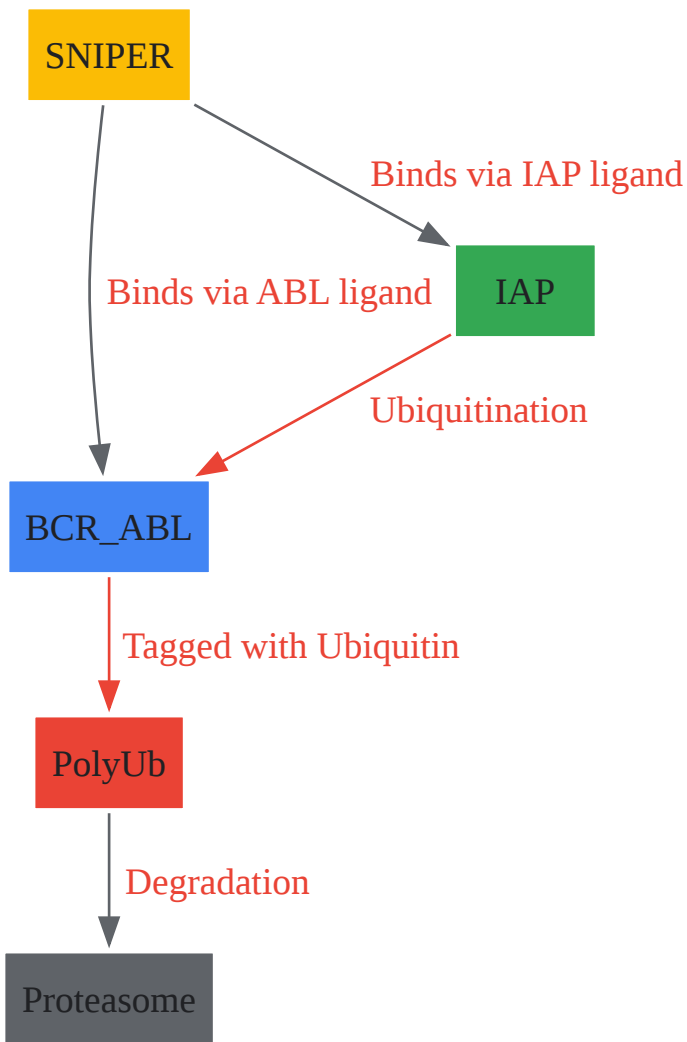 SNIPER
Binds via IAP ligand
Binds via ABL ligand
IAP
Ubiquitination
BCR_ABL
Tagged with Ubiquitin
PolyUb
Degradation
Proteasome